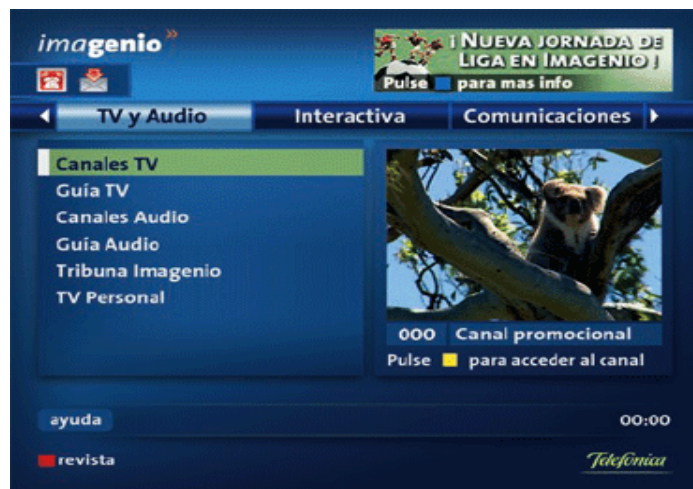 imagenio
¡ NUEVA JORNADA DE
LIGA EN IMAGENIO ¡
Pulse para mas info
TV y Audio Interactiva Comunicaciones
Canales TV
Guía TV
Canales Audio
Guía Audio
Tribuna Imagenio
TV Personal
000 Canal promocional
Pulse para acceder al canal
ayuda 00:00
revista Telefónica